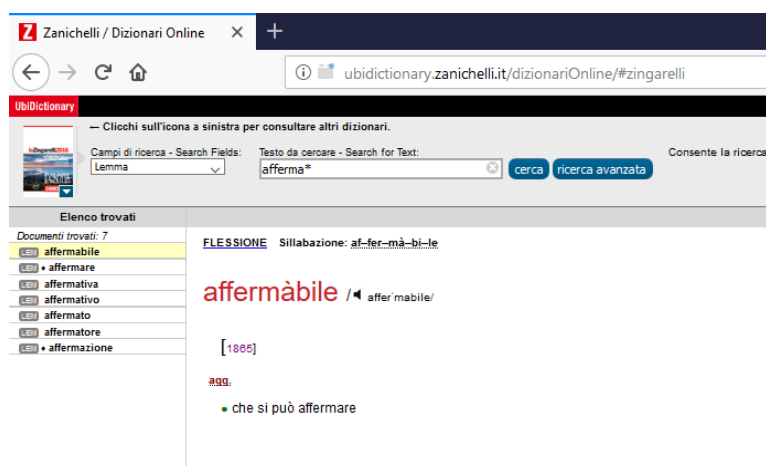 Zanichelli / Dizionari Online
ubidictionary.zanichelli.it/dizionariOnline/#zingarelli
UbiDictionary
← Clicchi sull'icona a sinistra per consultare altri dizionari.
Campi di ricerca - Search Fields: Testo da cercare - Search for Text: Consente la ricerca
Lemma afferma* cerca ricerca avanzata
Elenco trovati
Documenti trovati: 7
LEM affermabile
LEM ♦ affermare
LEM affermativa
LEM affermativo
LEM affermato
LEM affermatore
LEM ♦ affermazione
FLESSIONE Sillabazione: af–fer–mà–bi–le
affermàbile / afferˈmabile/
[1865]
agg.
• che si può affermare